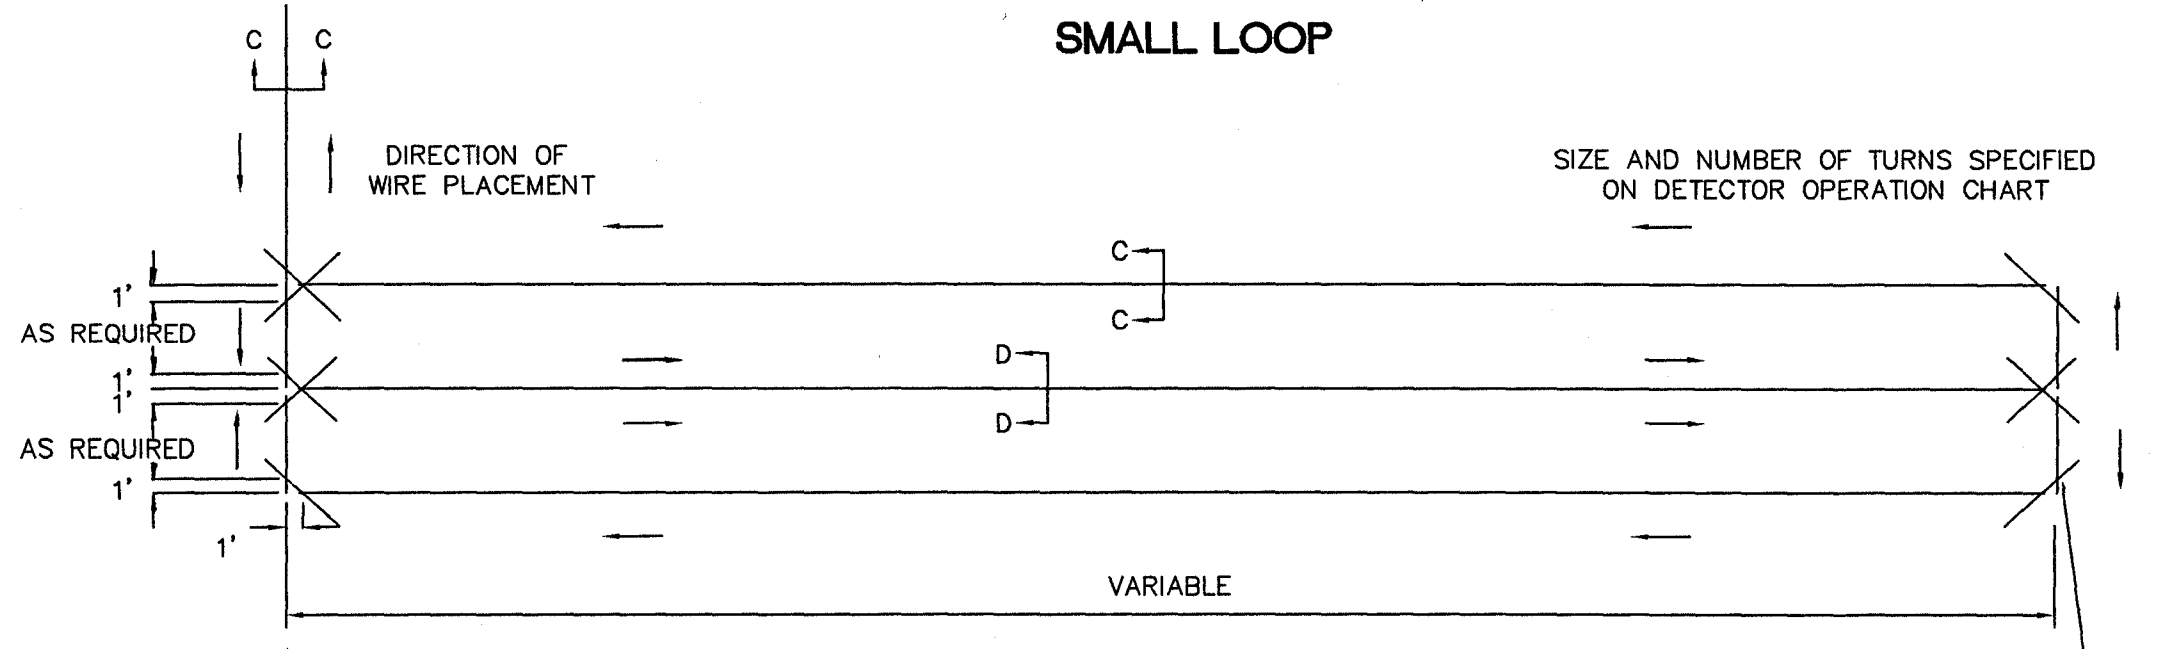 SMALL LOOP
C C
DIRECTION OF
WIRE PLACEMENT
SIZE AND NUMBER OF TURNS SPECIFIED
ON DETECTOR OPERATION CHART
C
C
1'
AS REQUIRED
D
1'
1'
D
AS REQUIRED
1'
1'
VARIABLE